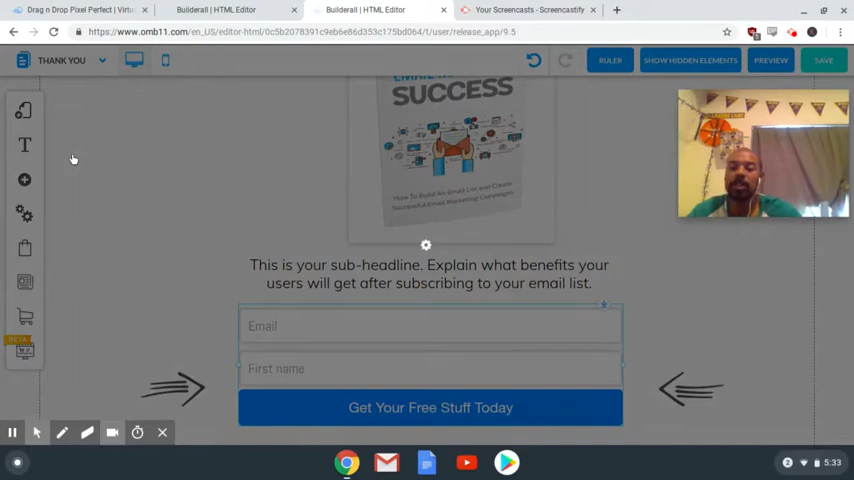 Drag n Drop Pixel Perfect | Virtu
Builderall | HTML Editor
Builderall | HTML Editor
Your Screencasts - Screencastify
https://www.omb11.com/en_US/editor-html/0c5b2078391c9eb6d63c175bd064/t/user/release_app/9.5
THANK YOU
RULER
SHOW HIDDEN ELEMENTS
PREVIEW
SAVE
SUCCESS
How To Build An Email List and Create
Successful Email Marketing Campaigns
This is your sub-headline. Explain what benefits your
users will get after subscribing to your email list.
Email
First name
Get Your Free Stuff Today
BETA
2
5:33